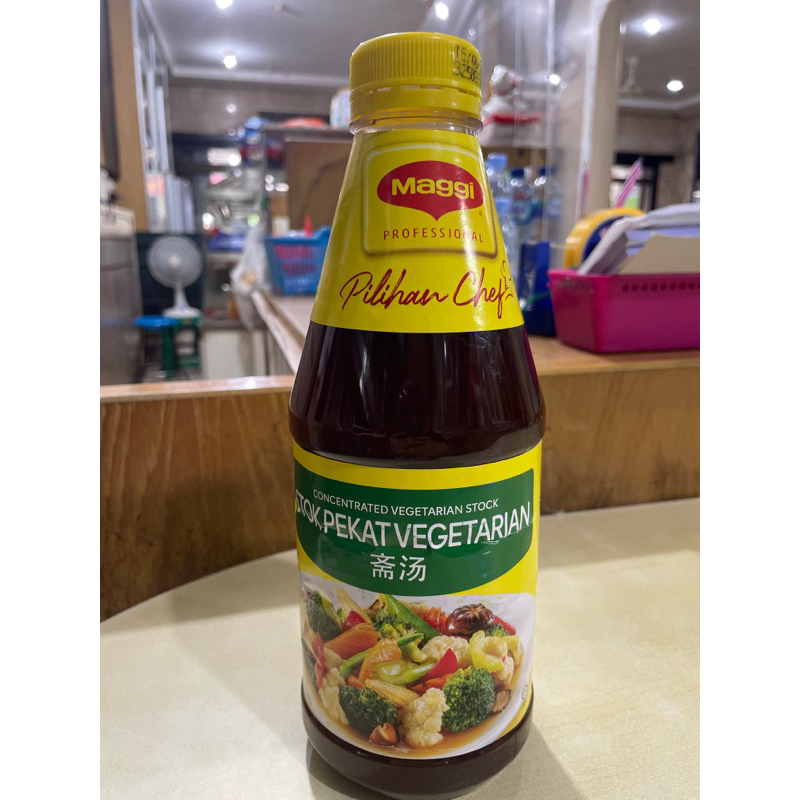 Maggi
PROFESSIONAL
Pilihan Chef
CONCENTRATED VEGETARIAN STOCK
STOK PEKAT VEGETARIAN
斋汤